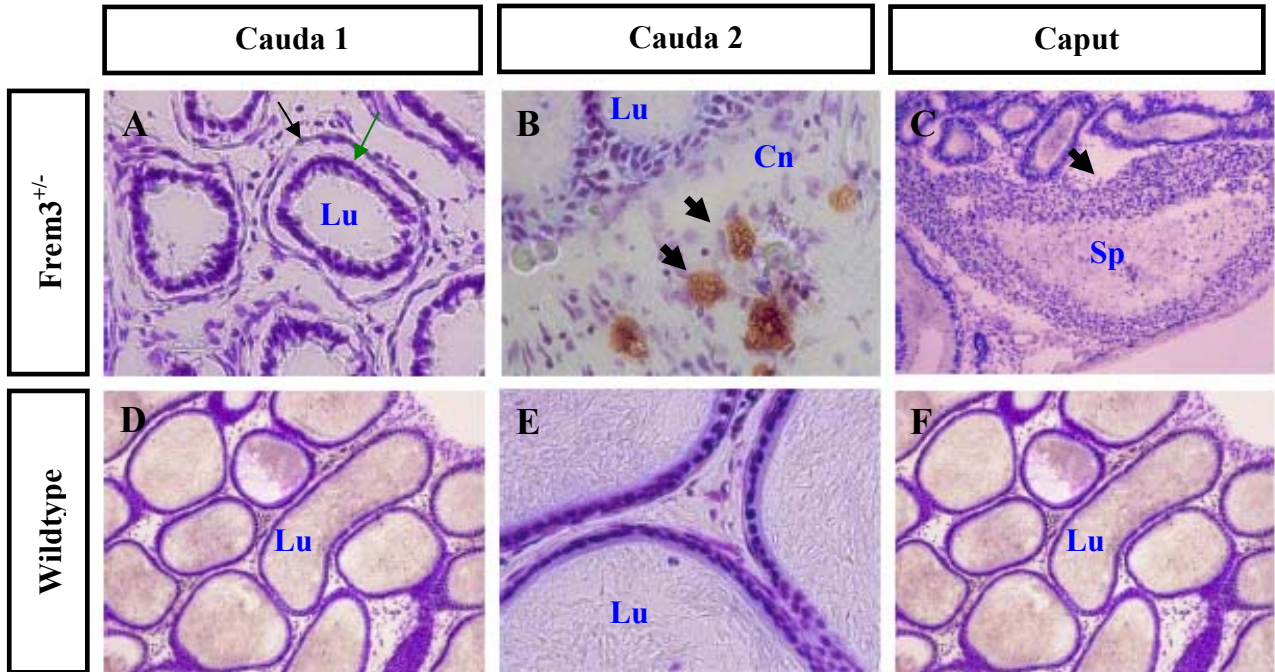 Cauda 1
Cauda 2
Caput
Frem3+/-
A
Lu
B
Lu
Cn
C
Sp
Wildtype
D
Lu
E
Lu
F
Lu